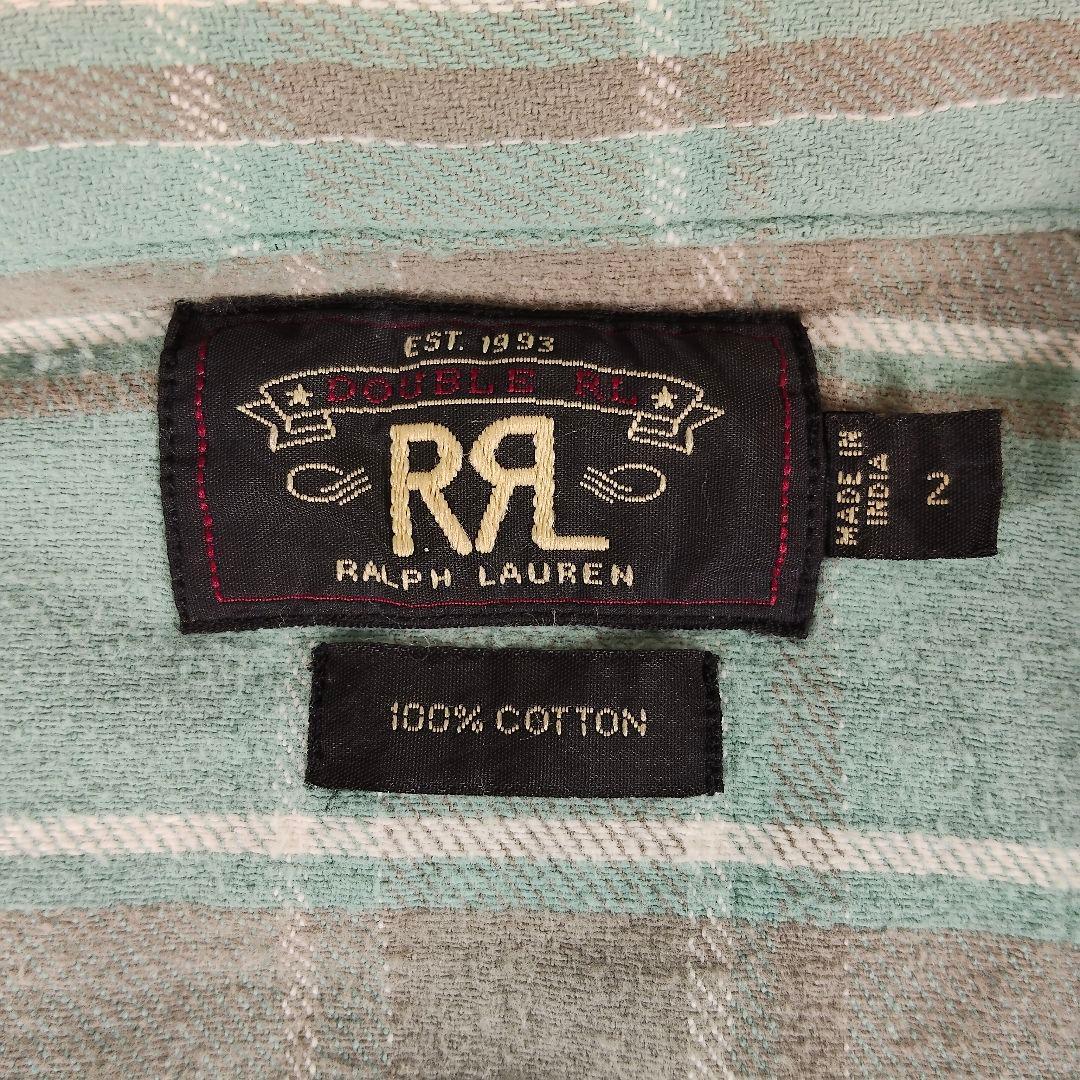 EST. 1993
DOUBLE RL
RRL
RALPH LAUREN
MADE IN
INDIA
2
100% COTTON